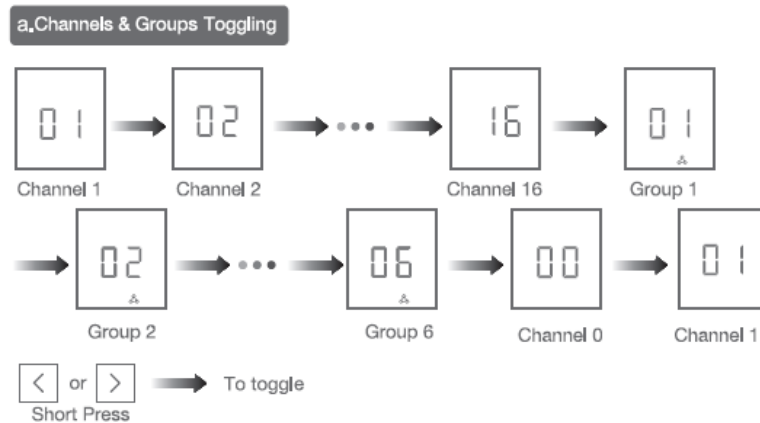 a.Channels & Groups Toggling
01 02 16 01
Channel 1 Channel 2 Channel 16 Group 1
02 06 00 01
Group 2 Group 6 Channel 0 Channel 1
< or > To toggle
Short Press